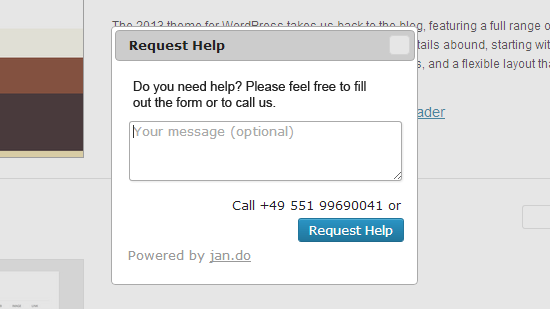 The 2013 theme for WordPress takes us back to the blog, featuring a full range o
tails abound, starting wit
s, and a flexible layout tha
ader
Request Help
Do you need help? Please feel free to fill
out the form or to call us.
Your message (optional)
Call +49 551 99690041 or
Request Help
Powered by jan.do